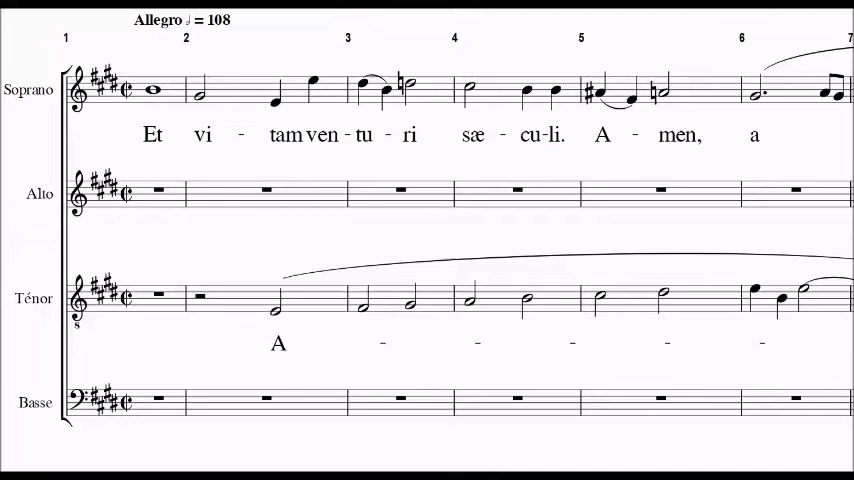 Allegro 𝅗𝅥 = 108
1 2 3 4 5 6 7
Soprano
Et vi - tam ven - tu - ri sæ - cu - li. A - men, a
Alto
Ténor
8
A - - - - -
Basse